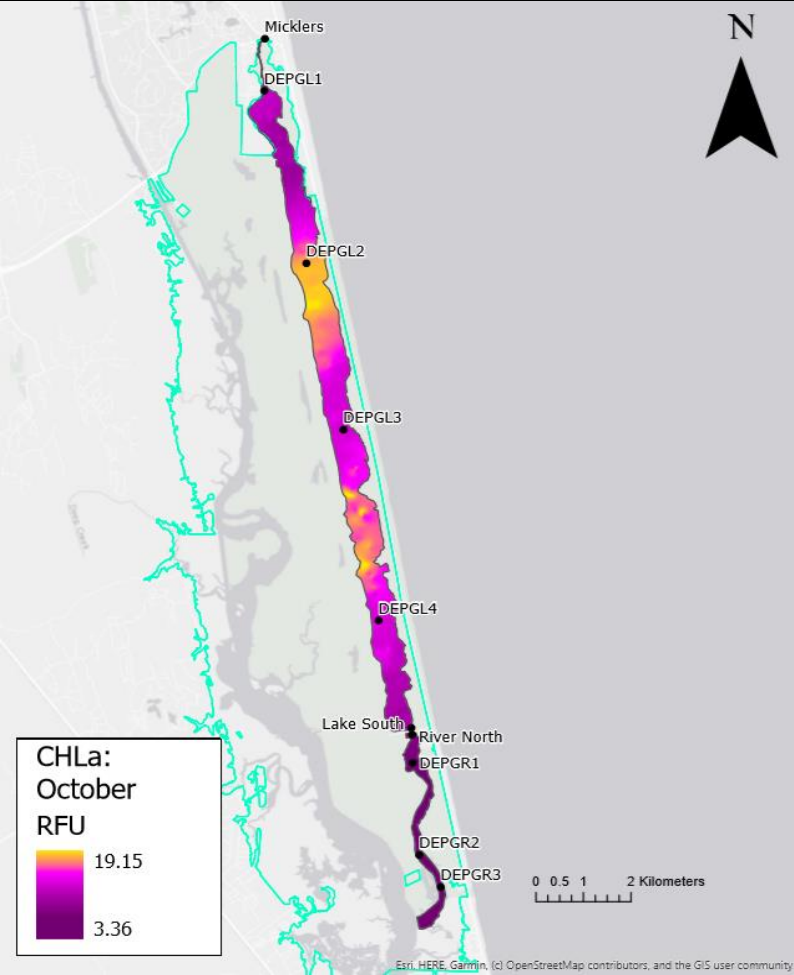 N
Micklers
DEPGL1
DEPGL2
DEPGL3
DEPGL4
Lake South
River North
DEPGR1
DEPGR2
DEPGR3
CHLa:
October
RFU
19.15
3.36
0 0.5 1 2 Kilometers
Esri, HERE, Garmin, (c) OpenStreetMap contributors, and the GIS user community